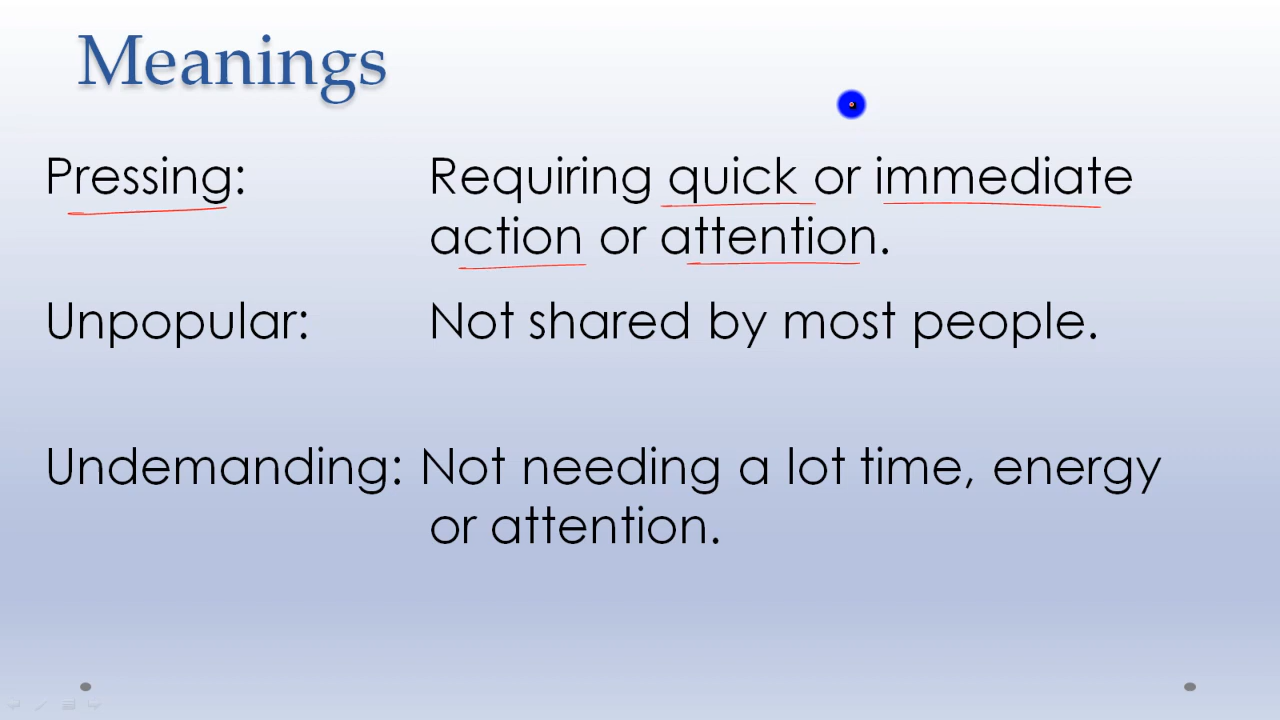 Meanings
Pressing: Requiring quick or immediate
action or attention.
Unpopular: Not shared by most people.
Undemanding: Not needing a lot time, energy
or attention.